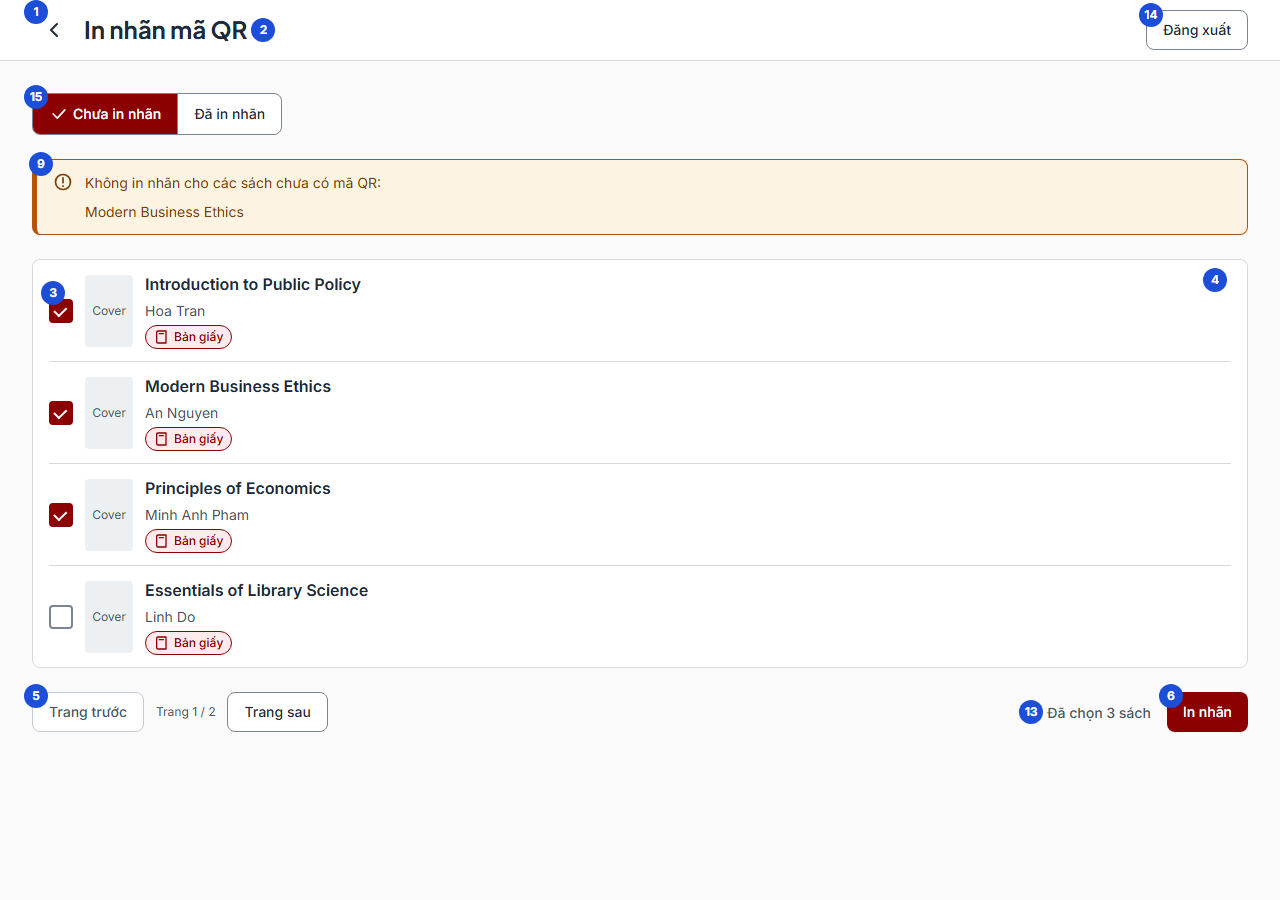 1
In nhãn mã QR 2
14
Đăng xuất
15
Chưa in nhãn
Đã in nhãn
9
Không in nhãn cho các sách chưa có mã QR:
Modern Business Ethics
3
Cover
Introduction to Public Policy
4
Hoa Tran
Bản giấy
Cover
Modern Business Ethics
An Nguyen
Bản giấy
Cover
Principles of Economics
Minh Anh Pham
Bản giấy
Cover
Essentials of Library Science
Linh Do
Bản giấy
5
Trang trước
Trang 1 / 2
Trang sau
13
Đã chọn 3 sách
6
In nhãn